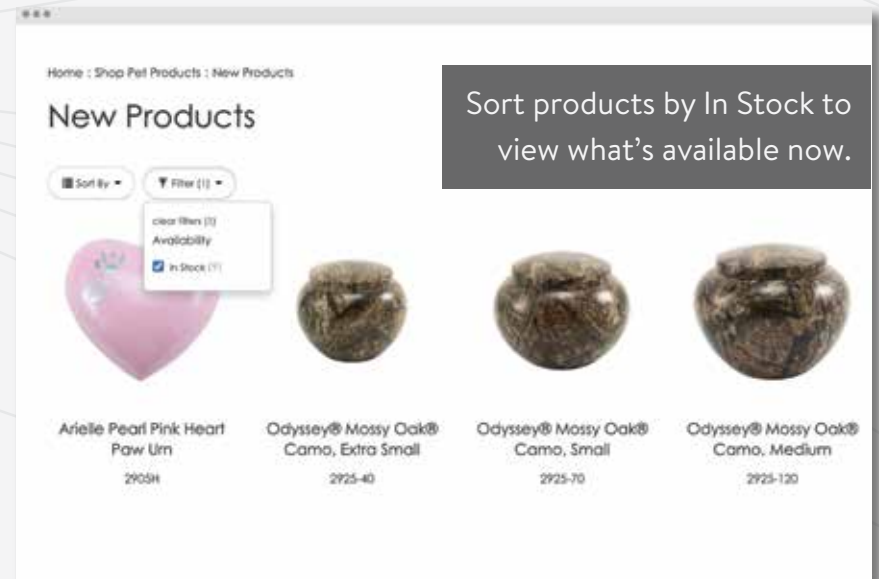 Home : Shop Pet Products : New Products
New Products
Sort products by In Stock to
view what's available now.
Sort By
Filter (1)
clear filters (1)
Availability
In Stock
Arielle Pearl Pink Heart
Paw Urn
2905H
Odyssey® Mossy Oak®
Camo, Extra Small
2925-40
Odyssey® Mossy Oak®
Camo, Small
2925-70
Odyssey® Mossy Oak®
Camo, Medium
2925-120